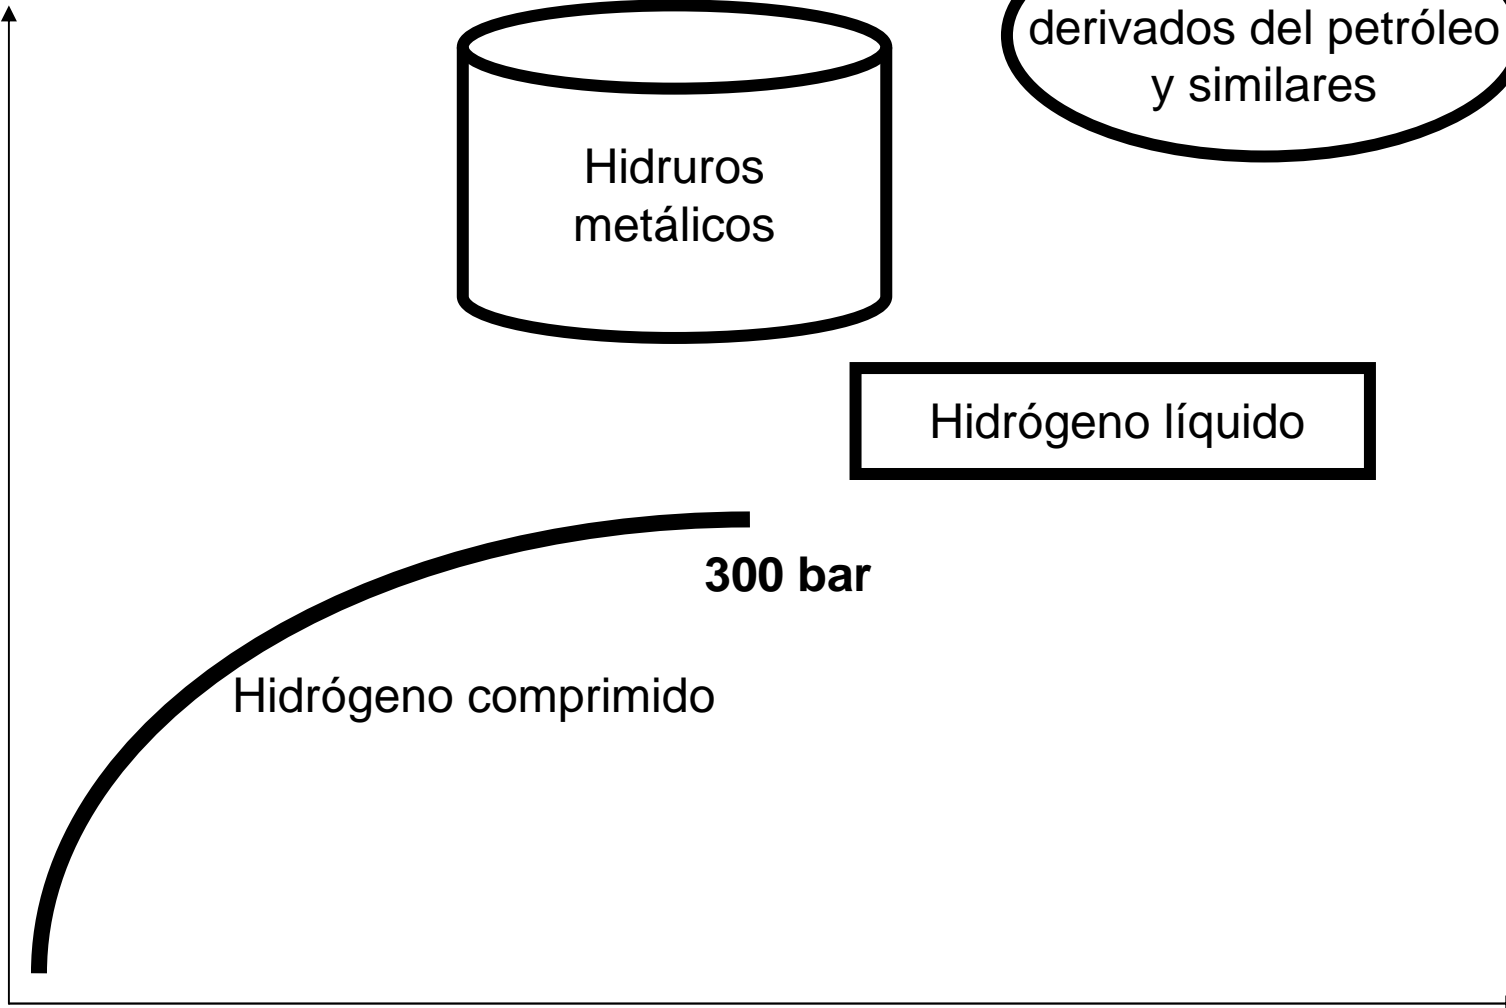 derivados del petróleo
y similares
Hidruros
metálicos
Hidrógeno líquido
300 bar
Hidrógeno comprimido